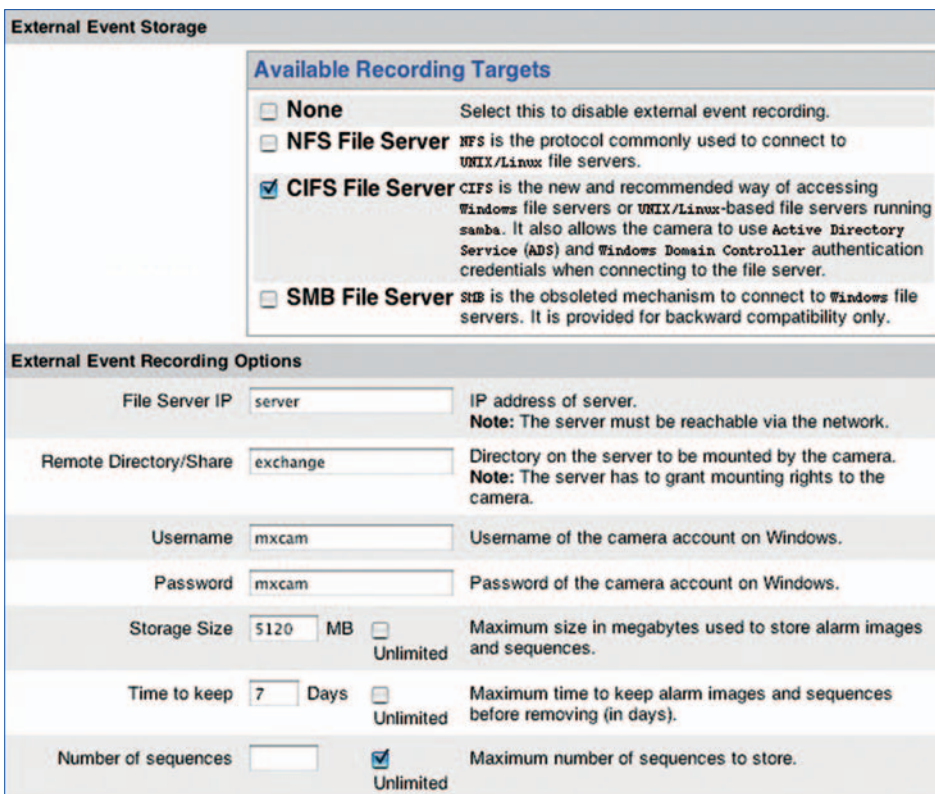 External Event Storage
Available Recording Targets
None
Select this to disable external event recording.
NFS File Server
NFS is the protocol commonly used to connect to
UNIX/Linux file servers.
CIFS File Server
CIFS is the new and recommended way of accessing
Windows file servers or UNIX/Linux-based file servers running
samba. It also allows the camera to use Active Directory
Service (ADS) and Windows Domain Controller authentication
credentials when connecting to the file server.
SMB File Server
SMB is the obsoleted mechanism to connect to Windows file
servers. It is provided for backward compatibility only.
External Event Recording Options
File Server IP
server
IP address of server.
Note: The server must be reachable via the network.
Remote Directory/Share
exchange
Directory on the server to be mounted by the camera.
Note: The server has to grant mounting rights to the
camera.
Username
mxcam
Username of the camera account on Windows.
Password
mxcam
Password of the camera account on Windows.
Storage Size
5120 MB
Unlimited
Maximum size in megabytes used to store alarm images
and sequences.
Time to keep
7 Days
Unlimited
Maximum time to keep alarm images and sequences
before removing (in days).
Number of sequences
Unlimited
Maximum number of sequences to store.